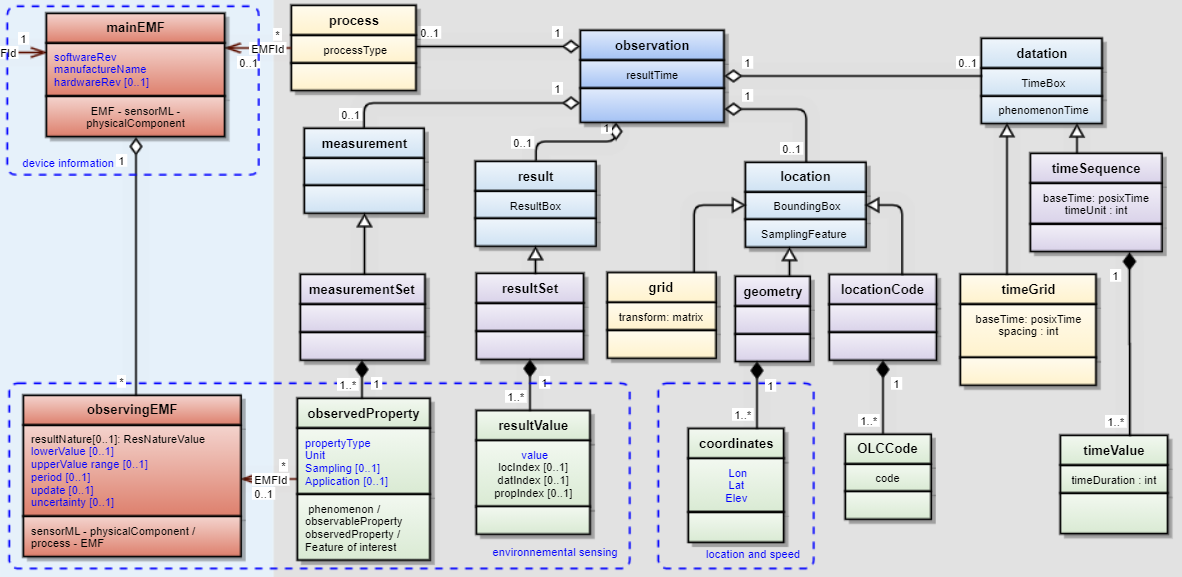 mainEMF
softwareRev
manufactureName
hardwareRev [0..1]
EMF - sensorML -
physicalComponent
device information
1
1
FId
*
EMFId
0..1
process
processType
0..1
1
observation
resultTime
1
0..1
datation
TimeBox
phenomenonTime
1
0..1
measurement
1
0..1
result
ResultBox
1
0..1
location
BoundingBox
SamplingFeature
timeSequence
baseTime: posixTime
timeUnit : int
1
measurementSet
resultSet
grid
transform: matrix
geometry
locationCode
timeGrid
baseTime: posixTime
spacing : int
*
1..*
1
1
1..*
1
1..*
1
1..*
1..*
observingEMF
resultNature[0..1]: ResNatureValue
lowerValue [0..1]
upperValue range [0..1]
period [0..1]
update [0..1]
uncertainty [0..1]
sensorML - physicalComponent /
process - EMF
*
EMFId
0..1
observedProperty
propertyType
Unit
Sampling [0..1]
Application [0..1]
phenomenon /
observableProperty
observedProperty /
Feature of interest
resultValue
value
locIndex [0..1]
datIndex [0..1]
propIndex [0..1]
environnemental sensing
coordinates
Lon
Lat
Elev
location and speed
OLCCode
code
timeValue
timeDuration : int